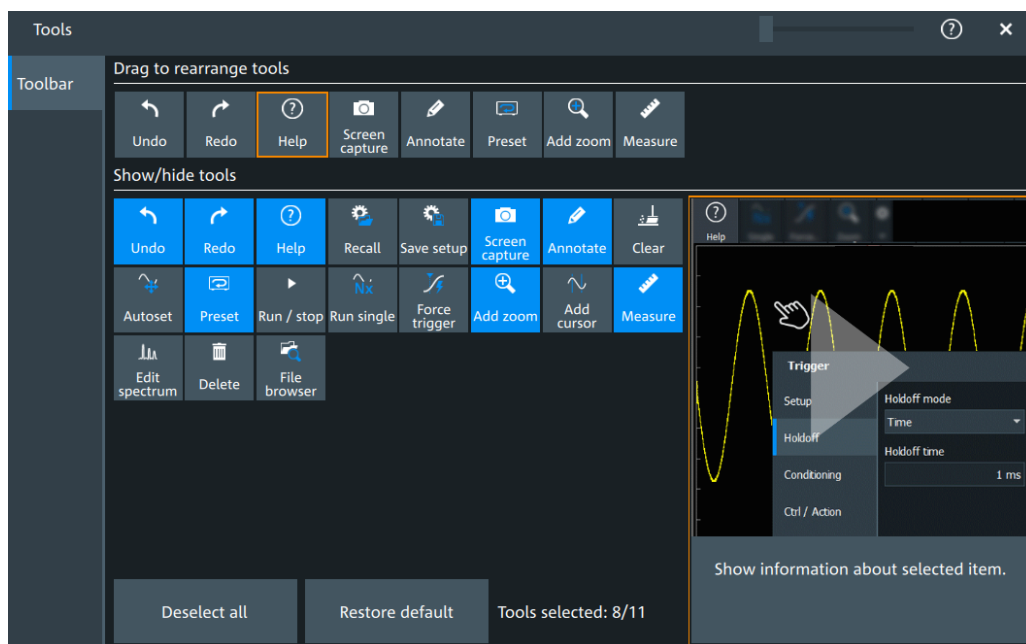 Tools
Toolbar
Drag to rearrange tools
Undo
Redo
Help
Screen
capture
Annotate
Preset
Add zoom
Measure
Show/hide tools
Undo
Redo
Help
Recall
Save setup
Screen
capture
Annotate
Clear
Autoset
Preset
Run / stop
Nx
Run single
Force
trigger
Add zoom
Add
cursor
Measure
Edit
spectrum
Delete
File
browser
Help
Trigger
Setup
Holdoff
Conditioning
Ctrl / Action
Holdoff mode
Time
Holdoff time
1 ms
Show information about selected item.
Deselect all
Restore default
Tools selected: 8/11